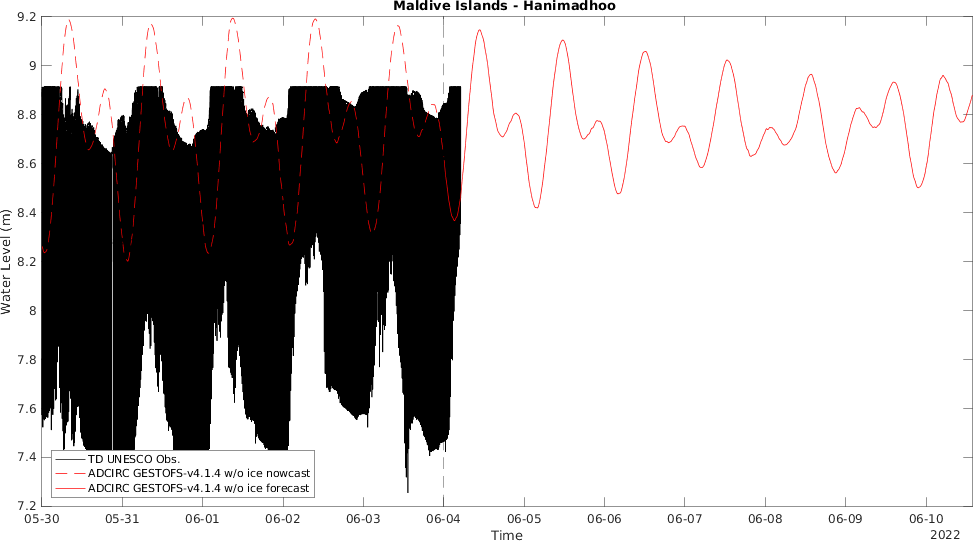 Maldive Islands - Hanimadhoo
Water Level (m)
9.2
9
8.8
8.6
8.4
8.2
8
7.8
7.6
7.4
7.2
TD UNESCO Obs.
ADCIRC GESTOFS-v4.1.4 w/o ice nowcast
ADCIRC GESTOFS-v4.1.4 w/o ice forecast
05-30 05-31 06-01 06-02 06-03 06-04 06-05 06-06 06-07 06-08 06-09 06-10
Time
2022